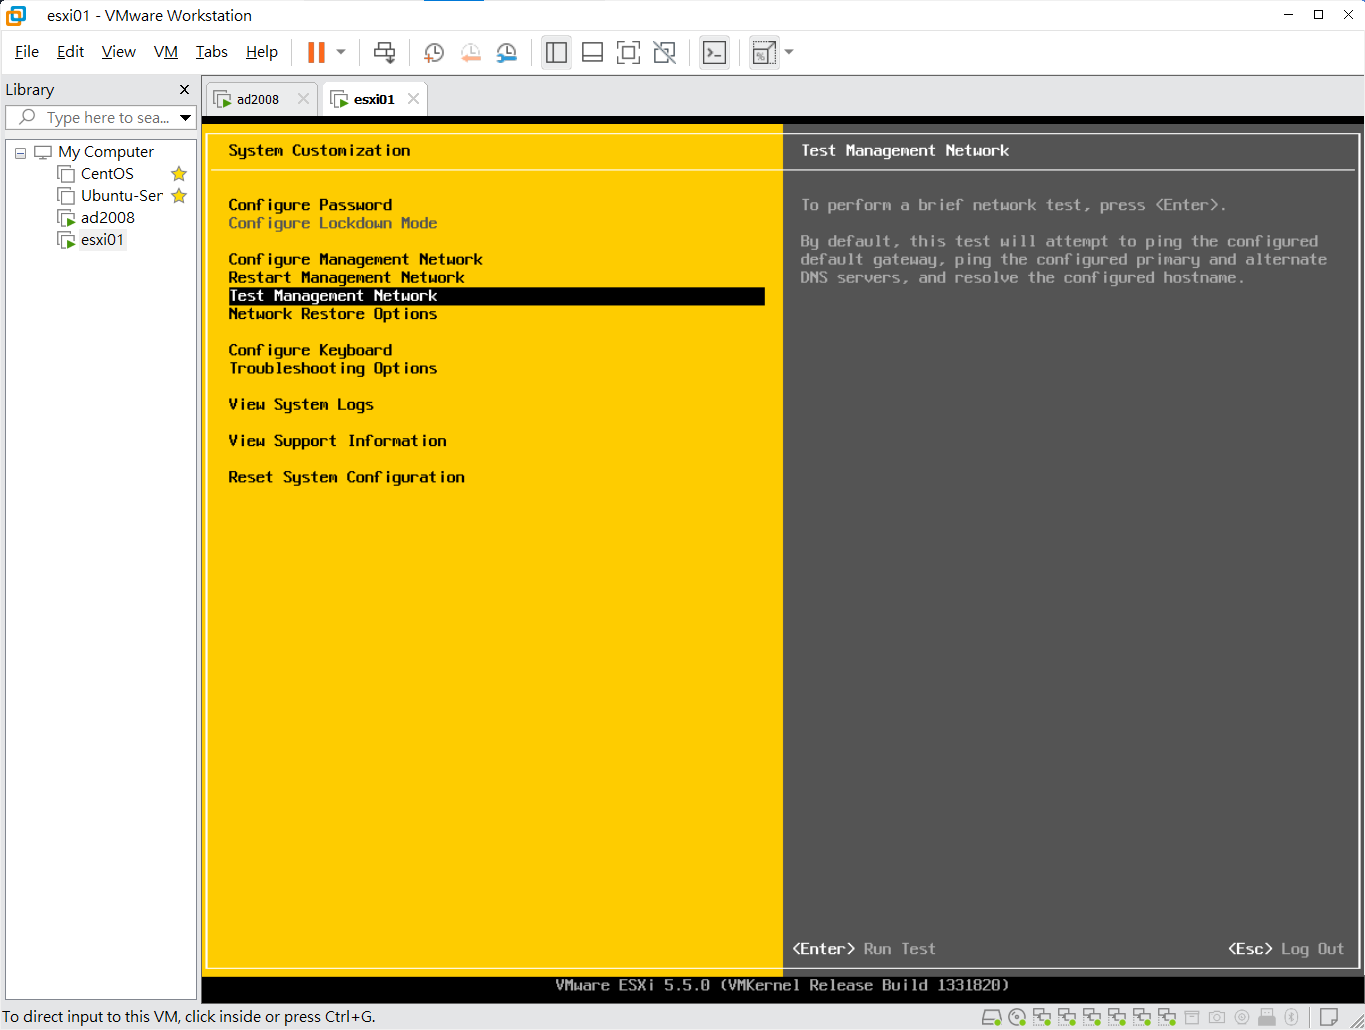 esxi01 - VMware Workstation
File Edit View VM Tabs Help
Library
Type here to sea...
My Computer
CentOS
Ubuntu-Ser
ad2008
esxi01
ad2008
esxi01
System Customization
Configure Password
Configure Lockdown Mode
Configure Management Network
Restart Management Network
Test Management Network
Network Restore Options
Configure Keyboard
Troubleshooting Options
View System Logs
View Support Information
Reset System Configuration
Test Management Network
To perform a brief network test, press <Enter>.
By default, this test will attempt to ping the configured
default gateway, ping the configured primary and alternate
DNS servers, and resolve the configured hostname.
<Enter> Run Test
<Esc> Log Out
VMware ESXi 5.5.0 (VMKernel Release Build 1331820)
To direct input to this VM, click inside or press Ctrl+G.